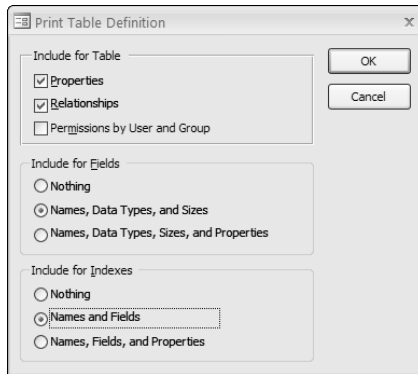 Print Table Definition
Include for Table
Properties
Relationships
Permissions by User and Group
OK
Cancel
Include for Fields
Nothing
Names, Data Types, and Sizes
Names, Data Types, Sizes, and Properties
Include for Indexes
Nothing
Names and Fields
Names, Fields, and Properties